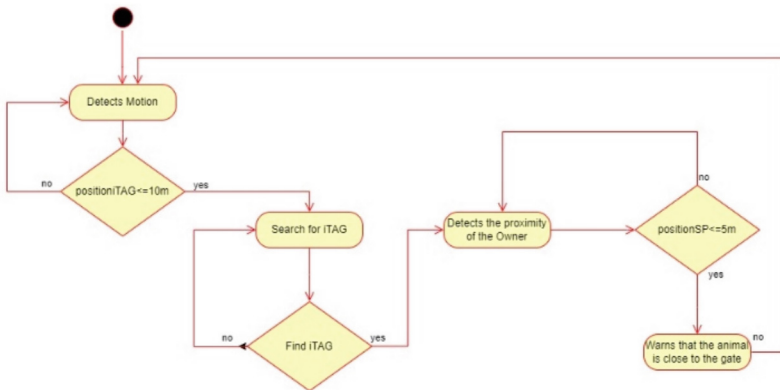 Detects Motion
no
positioniTAG<=10m
yes
Search for iTAG
no
Find iTAG
yes
Detects the proximity
of the Owner
no
positionSP<=5m
yes
Warns that the animal
is close to the gate
no